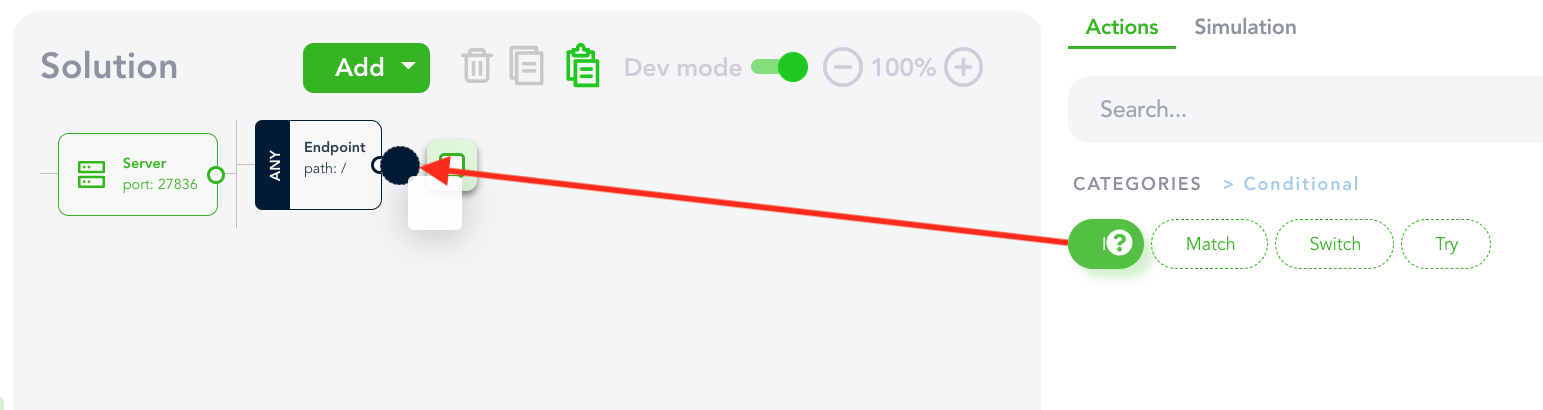 Actions Simulation
Solution
Add
Dev mode
100%
Search...
ANY
Endpoint
path: /
Server
port: 27836
CATEGORIES > Conditional
?
Match
Switch
Try